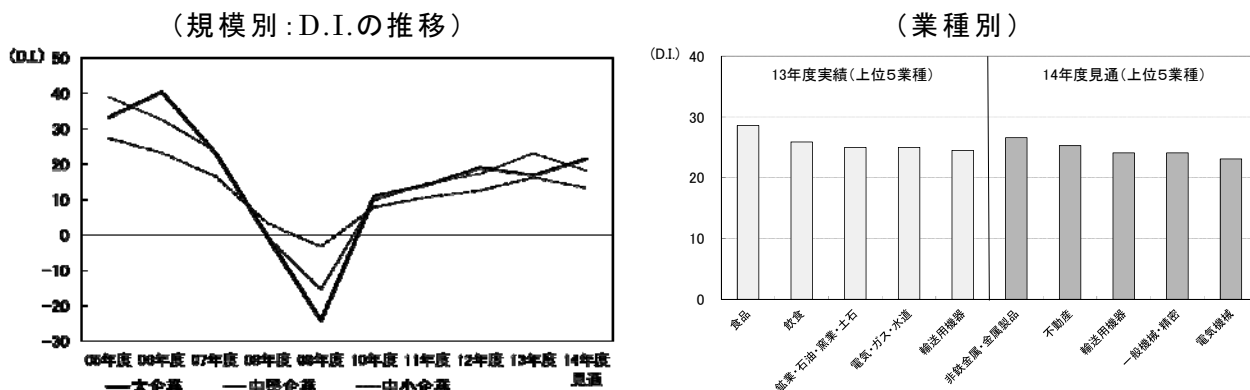 （規模別：D.I.の推移）
(D.I.)
50
40
30
20
10
0
-10
-20
-30
05年度 06年度 07年度 08年度 09年度 10年度 11年度 12年度 13年度 14年度
見通
大企業 中堅企業 中小企業
（業種別）
(D.I.)
40
30
20
10
0
13年度実績（上位５業種）
14年度見通（上位５業種）
食品
飲食
鉱業・石油・窯業・土石
電気・ガス・水道
輸送用機器
非鉄金属・金属製品
不動産
輸送用機器
一般機械・精密
電気機械